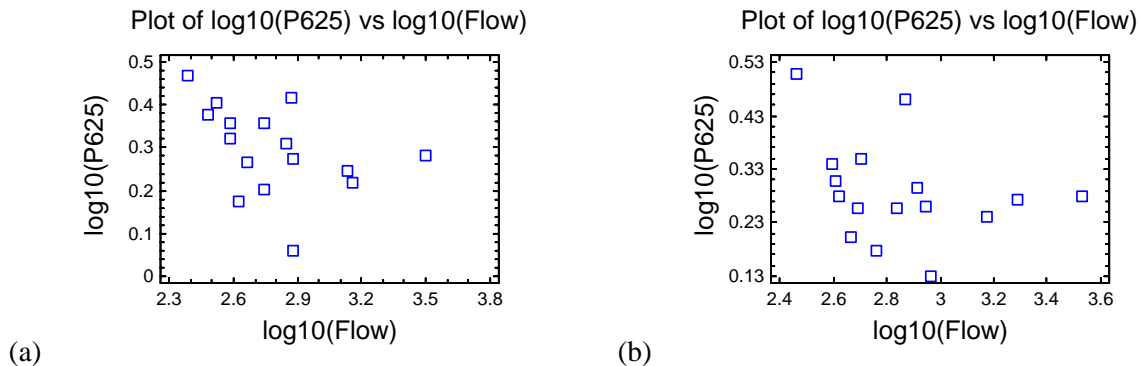 Plot of log10(P625) vs log10(Flow)
log10(P625)
0.5
0.4
0.3
0.2
0.1
0
2.3 2.6 2.9 3.2 3.5 3.8
log10(Flow)
(a)
Plot of log10(P625) vs log10(Flow)
log10(P625)
0.53
0.43
0.33
0.23
0.13
2.4 2.6 2.8 3 3.2 3.4 3.6
log10(Flow)
(b)